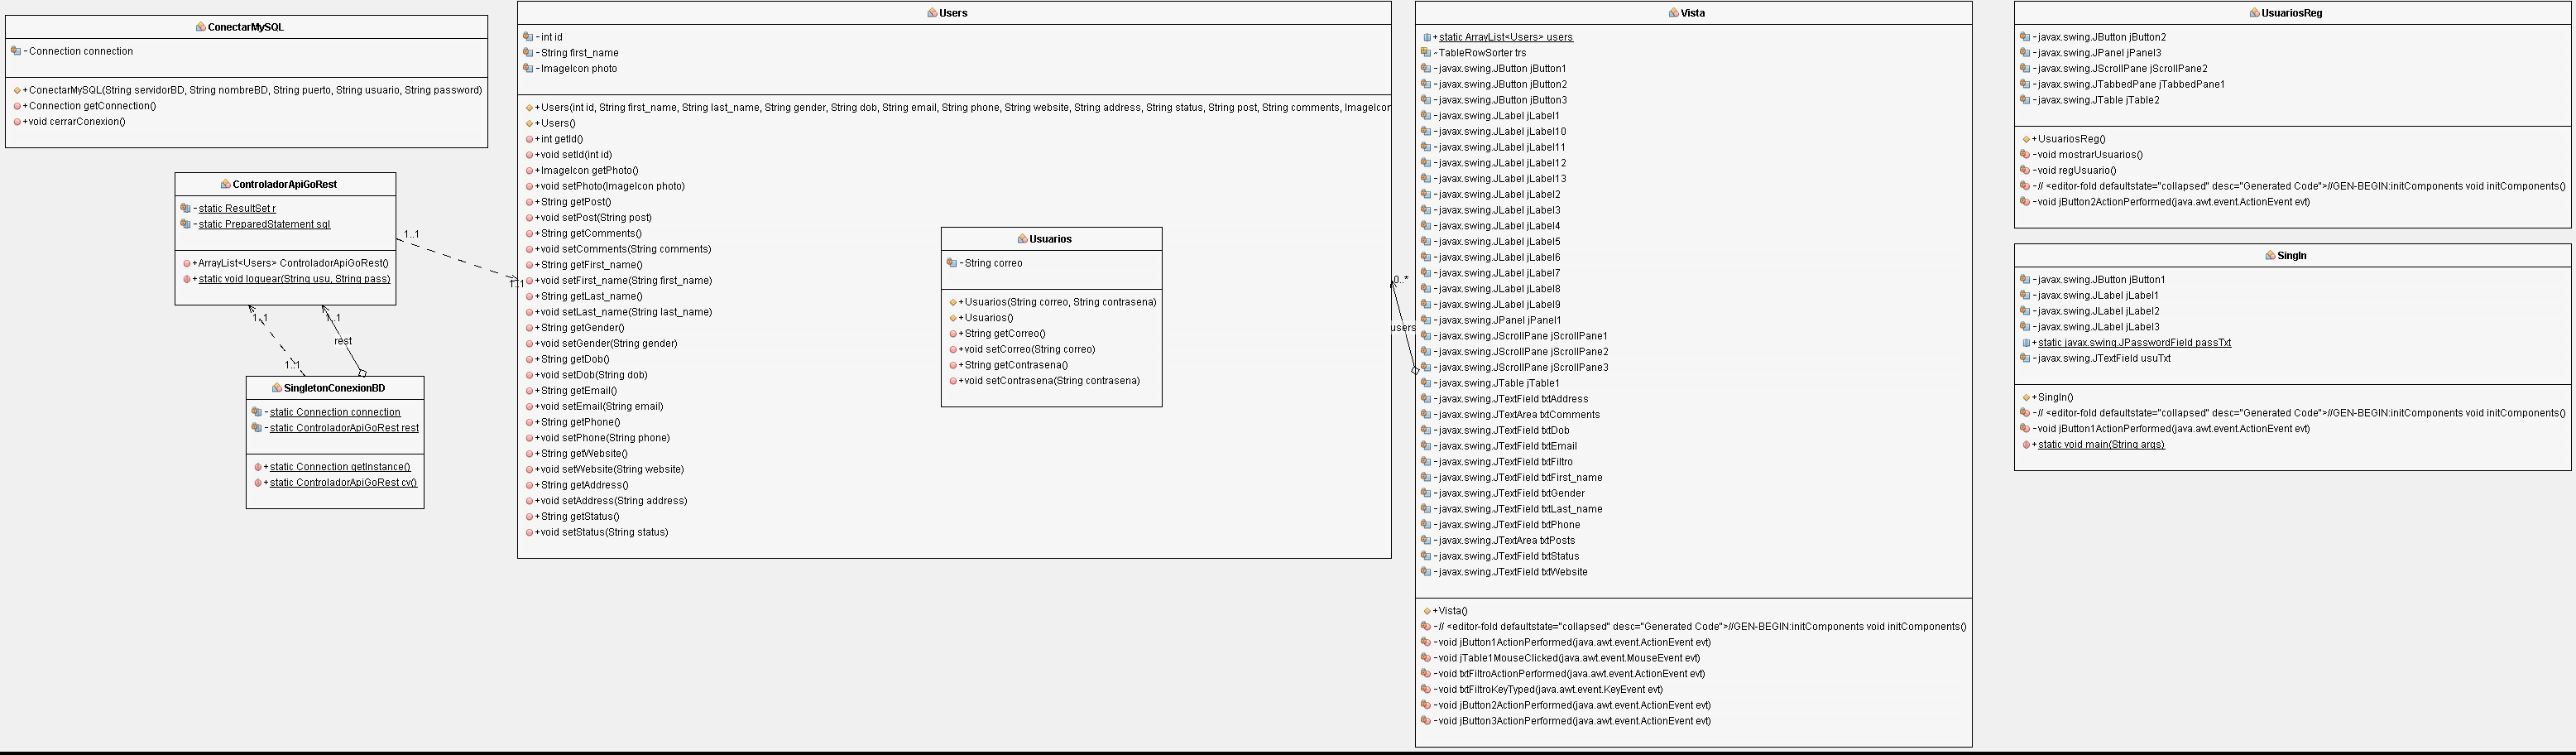 ConectarMySQL
- Connection connection
+ ConectarMySQL(String servidorBD, String nombreBD, String puerto, String usuario, String password)
+ Connection getConnection()
+ void cerrarConexion()
ControladorApiGoRest
- static ResultSet r
- static PreparedStatement sql
+ ArrayList<Users> ControladorApiGoRest()
+ static void loguear(String usu, String pass)
1..1
1..1
1..1
1..1
rest
1..1
SingletonConexionBD
- static Connection connection
- static ControladorApiGoRest rest
+ static Connection getInstance()
+ static ControladorApiGoRest cv()
Users
- int id
- String first_name
- ImageIcon photo
+ Users(int id, String first_name, String last_name, String gender, String dob, String email, String phone, String website, String address, String status, String post, String comments, ImageIcon
+ Users()
+ int getId()
+ void setId(int id)
+ ImageIcon getPhoto()
+ void setPhoto(ImageIcon photo)
+ String getPost()
+ void setPost(String post)
+ String getComments()
+ void setComments(String comments)
+ String getFirst_name()
+ void setFirst_name(String first_name)
+ String getLast_name()
+ void setLast_name(String last_name)
+ String getGender()
+ void setGender(String gender)
+ String getDob()
+ void setDob(String dob)
+ String getEmail()
+ void setEmail(String email)
+ String getPhone()
+ void setPhone(String phone)
+ String getWebsite()
+ void setWebsite(String website)
+ String getAddress()
+ void setAddress(String address)
+ String getStatus()
+ void setStatus(String status)
Usuarios
- String correo
+ Usuarios(String correo, String contrasena)
+ Usuarios()
+ String getCorreo()
+ void setCorreo(String correo)
+ String getContrasena()
+ void setContrasena(String contrasena)
0..*
users
Vista
+ static ArrayList<Users> users
- TableRowSorter trs
- javax.swing.JButton jButton1
- javax.swing.JButton jButton2
- javax.swing.JButton jButton3
- javax.swing.JLabel jLabel1
- javax.swing.JLabel jLabel10
- javax.swing.JLabel jLabel11
- javax.swing.JLabel jLabel12
- javax.swing.JLabel jLabel13
- javax.swing.JLabel jLabel2
- javax.swing.JLabel jLabel3
- javax.swing.JLabel jLabel4
- javax.swing.JLabel jLabel5
- javax.swing.JLabel jLabel6
- javax.swing.JLabel jLabel7
- javax.swing.JLabel jLabel8
- javax.swing.JLabel jLabel9
- javax.swing.JPanel jPanel1
- javax.swing.JScrollPane jScrollPane1
- javax.swing.JScrollPane jScrollPane2
- javax.swing.JScrollPane jScrollPane3
- javax.swing.JTable jTable1
- javax.swing.JTextField txtAddress
- javax.swing.JTextArea txtComments
- javax.swing.JTextField txtDob
- javax.swing.JTextField txtEmail
- javax.swing.JTextField txtFiltro
- javax.swing.JTextField txtFirst_name
- javax.swing.JTextField txtGender
- javax.swing.JTextField txtLast_name
- javax.swing.JTextField txtPhone
- javax.swing.JTextArea txtPosts
- javax.swing.JTextField txtStatus
- javax.swing.JTextField txtWebsite
+ Vista()
- // <editor-fold defaultstate="collapsed" desc="Generated Code">//GEN-BEGIN:initComponents void initComponents()
- void jButton1ActionPerformed(java.awt.event.ActionEvent evt)
- void jTable1MouseClicked(java.awt.event.MouseEvent evt)
- void txtFiltroActionPerformed(java.awt.event.ActionEvent evt)
- void txtFiltroKeyTyped(java.awt.event.KeyEvent evt)
- void jButton2ActionPerformed(java.awt.event.ActionEvent evt)
- void jButton3ActionPerformed(java.awt.event.ActionEvent evt)
UsuariosReg
- javax.swing.JButton jButton2
- javax.swing.JPanel jPanel3
- javax.swing.JScrollPane jScrollPane2
- javax.swing.JTabbedPane jTabbedPane1
- javax.swing.JTable jTable2
+ UsuariosReg()
- void mostrarUsuarios()
- void regUsuario()
- // <editor-fold defaultstate="collapsed" desc="Generated Code">//GEN-BEGIN:initComponents void initComponents()
- void jButton2ActionPerformed(java.awt.event.ActionEvent evt)
SingIn
- javax.swing.JButton jButton1
- javax.swing.JLabel jLabel1
- javax.swing.JLabel jLabel2
- javax.swing.JLabel jLabel3
+ static javax.swing.JPasswordField passTxt
- javax.swing.JTextField usuTxt
+ SingIn()
- // <editor-fold defaultstate="collapsed" desc="Generated Code">//GEN-BEGIN:initComponents void initComponents()
- void jButton1ActionPerformed(java.awt.event.ActionEvent evt)
+ static void main(String args)